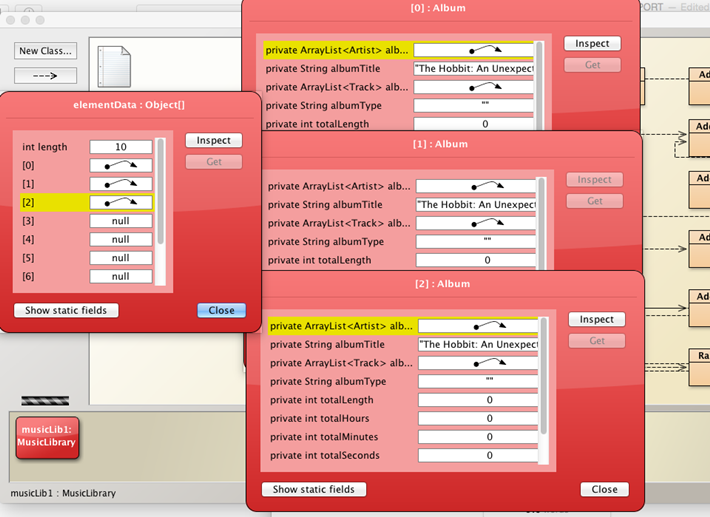 [0] : Album
PORT — Edited
New Class...
private ArrayList<Artist> alb...
Inspect
private String albumTitle "The Hobbit: An Unexpect
Get
private ArrayList<Track> alb...
private String albumType ""
private int totalLength 0
elementData : Object[]
int length 10
Inspect
[0]
Get
[1]
[2]
[3] null
[4] null
[5] null
[6] null
Show static fields
Close
[1] : Album
private ArrayList<Artist> alb...
Inspect
private String albumTitle "The Hobbit: An Unexpect
Get
private ArrayList<Track> alb...
private String albumType ""
private int totalLength 0
[2] : Album
private ArrayList<Artist> alb...
Inspect
private String albumTitle "The Hobbit: An Unexpect
Get
private ArrayList<Track> alb...
private String albumType ""
private int totalLength 0
private int totalHours 0
private int totalMinutes 0
private int totalSeconds 0
Show static fields
Close
Ad
Add
Ad
Ad
Add
Ra
musicLib1:
MusicLibrary
musicLib1 : MusicLibrary